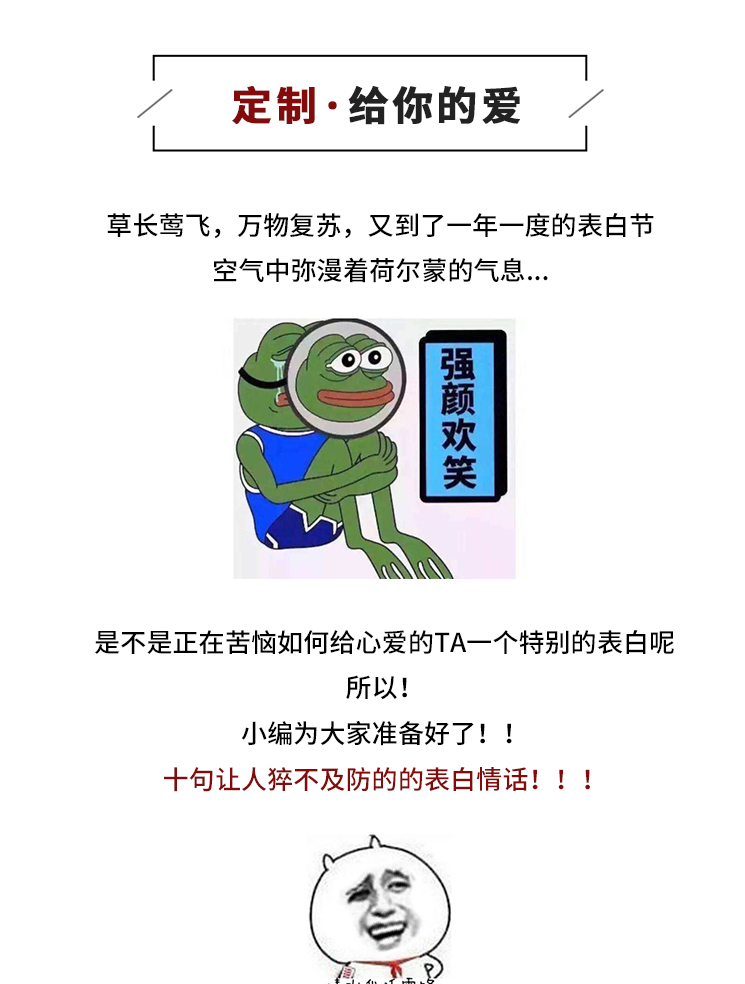 定制·给你的爱
草长莺飞，万物复苏，又到了一年一度的表白节
空气中弥漫着荷尔蒙的气息...
强颜欢笑
是不是正在苦恼如何给心爱的TA一个特别的表白呢
所以！
小编为大家准备好了！！
十句让人猝不及防的的表白情话！！！